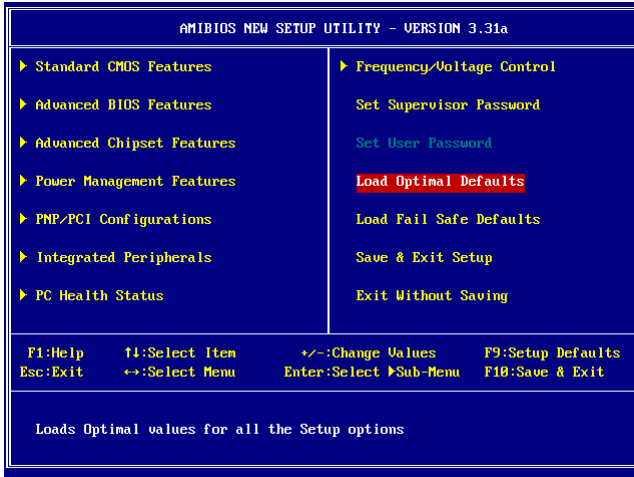 AMIBIOS NEW SETUP UTILITY - VERSION 3.31a
▶ Standard CMOS Features
▶ Advanced BIOS Features
▶ Advanced Chipset Features
▶ Power Management Features
▶ PNP/PCI Configurations
▶ Integrated Peripherals
▶ PC Health Status
▶ Frequency/Voltage Control
Set Supervisor Password
Set User Password
Load Optimal Defaults
Load Fail Safe Defaults
Save & Exit Setup
Exit Without Saving
F1:Help ↑↓:Select Item +/-:Change Values F9:Setup Defaults
Esc:Exit ↔:Select Menu Enter:Select ▶Sub-Menu F10:Save & Exit
Loads Optimal values for all the Setup options